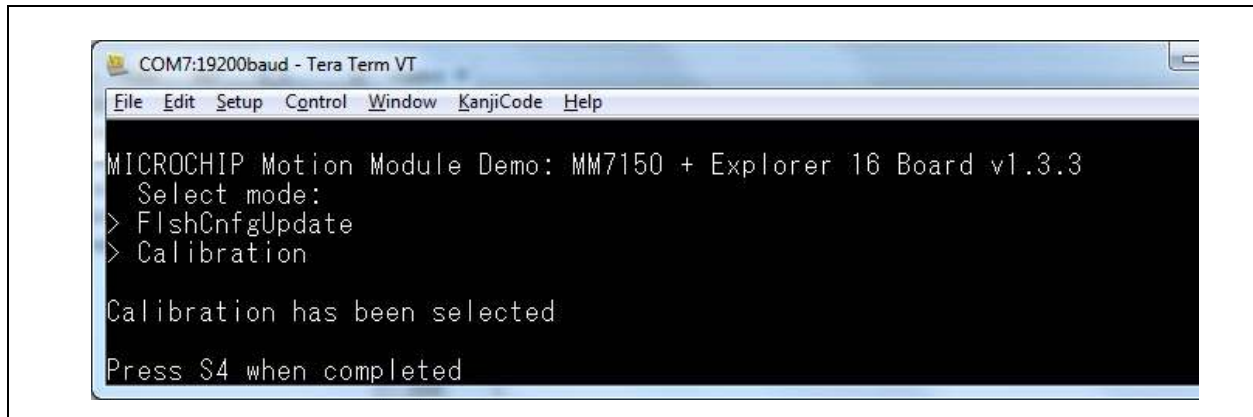 COM7:19200baud - Tera Term VT
File Edit Setup Control Window KanjiCode Help
MICROCHIP Motion Module Demo: MM7150 + Explorer 16 Board v1.3.3
Select mode:
> FlshCnfgUpdate
> Calibration
Calibration has been selected
Press S4 when completed